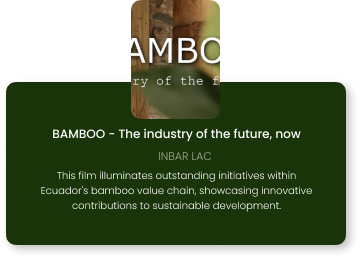 AMBO
ry of the f
BAMBOO - The industry of the future, now
INBAR LAC
This film illuminates outstanding initiatives within
Ecuador's bamboo value chain, showcasing innovative
contributions to sustainable development.